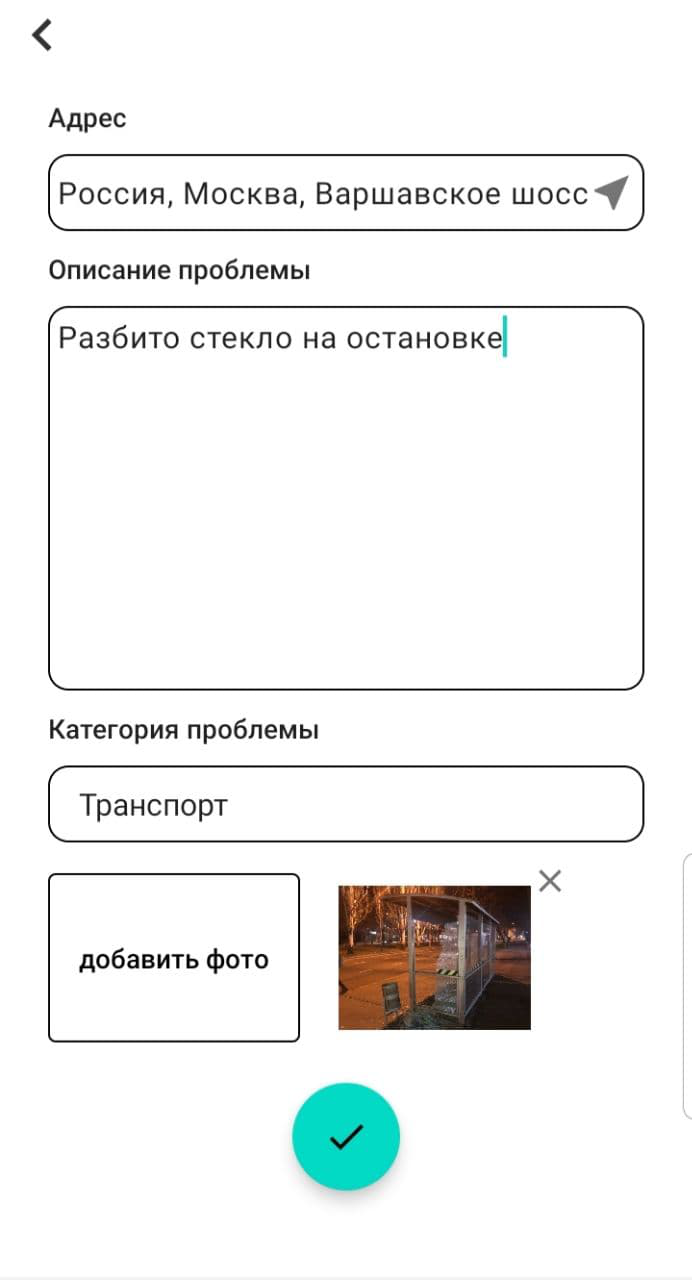 Адрес
Россия, Москва, Варшавское шосс
Описание проблемы
Разбито стекло на остановке
Категория проблемы
Транспорт
добавить фото